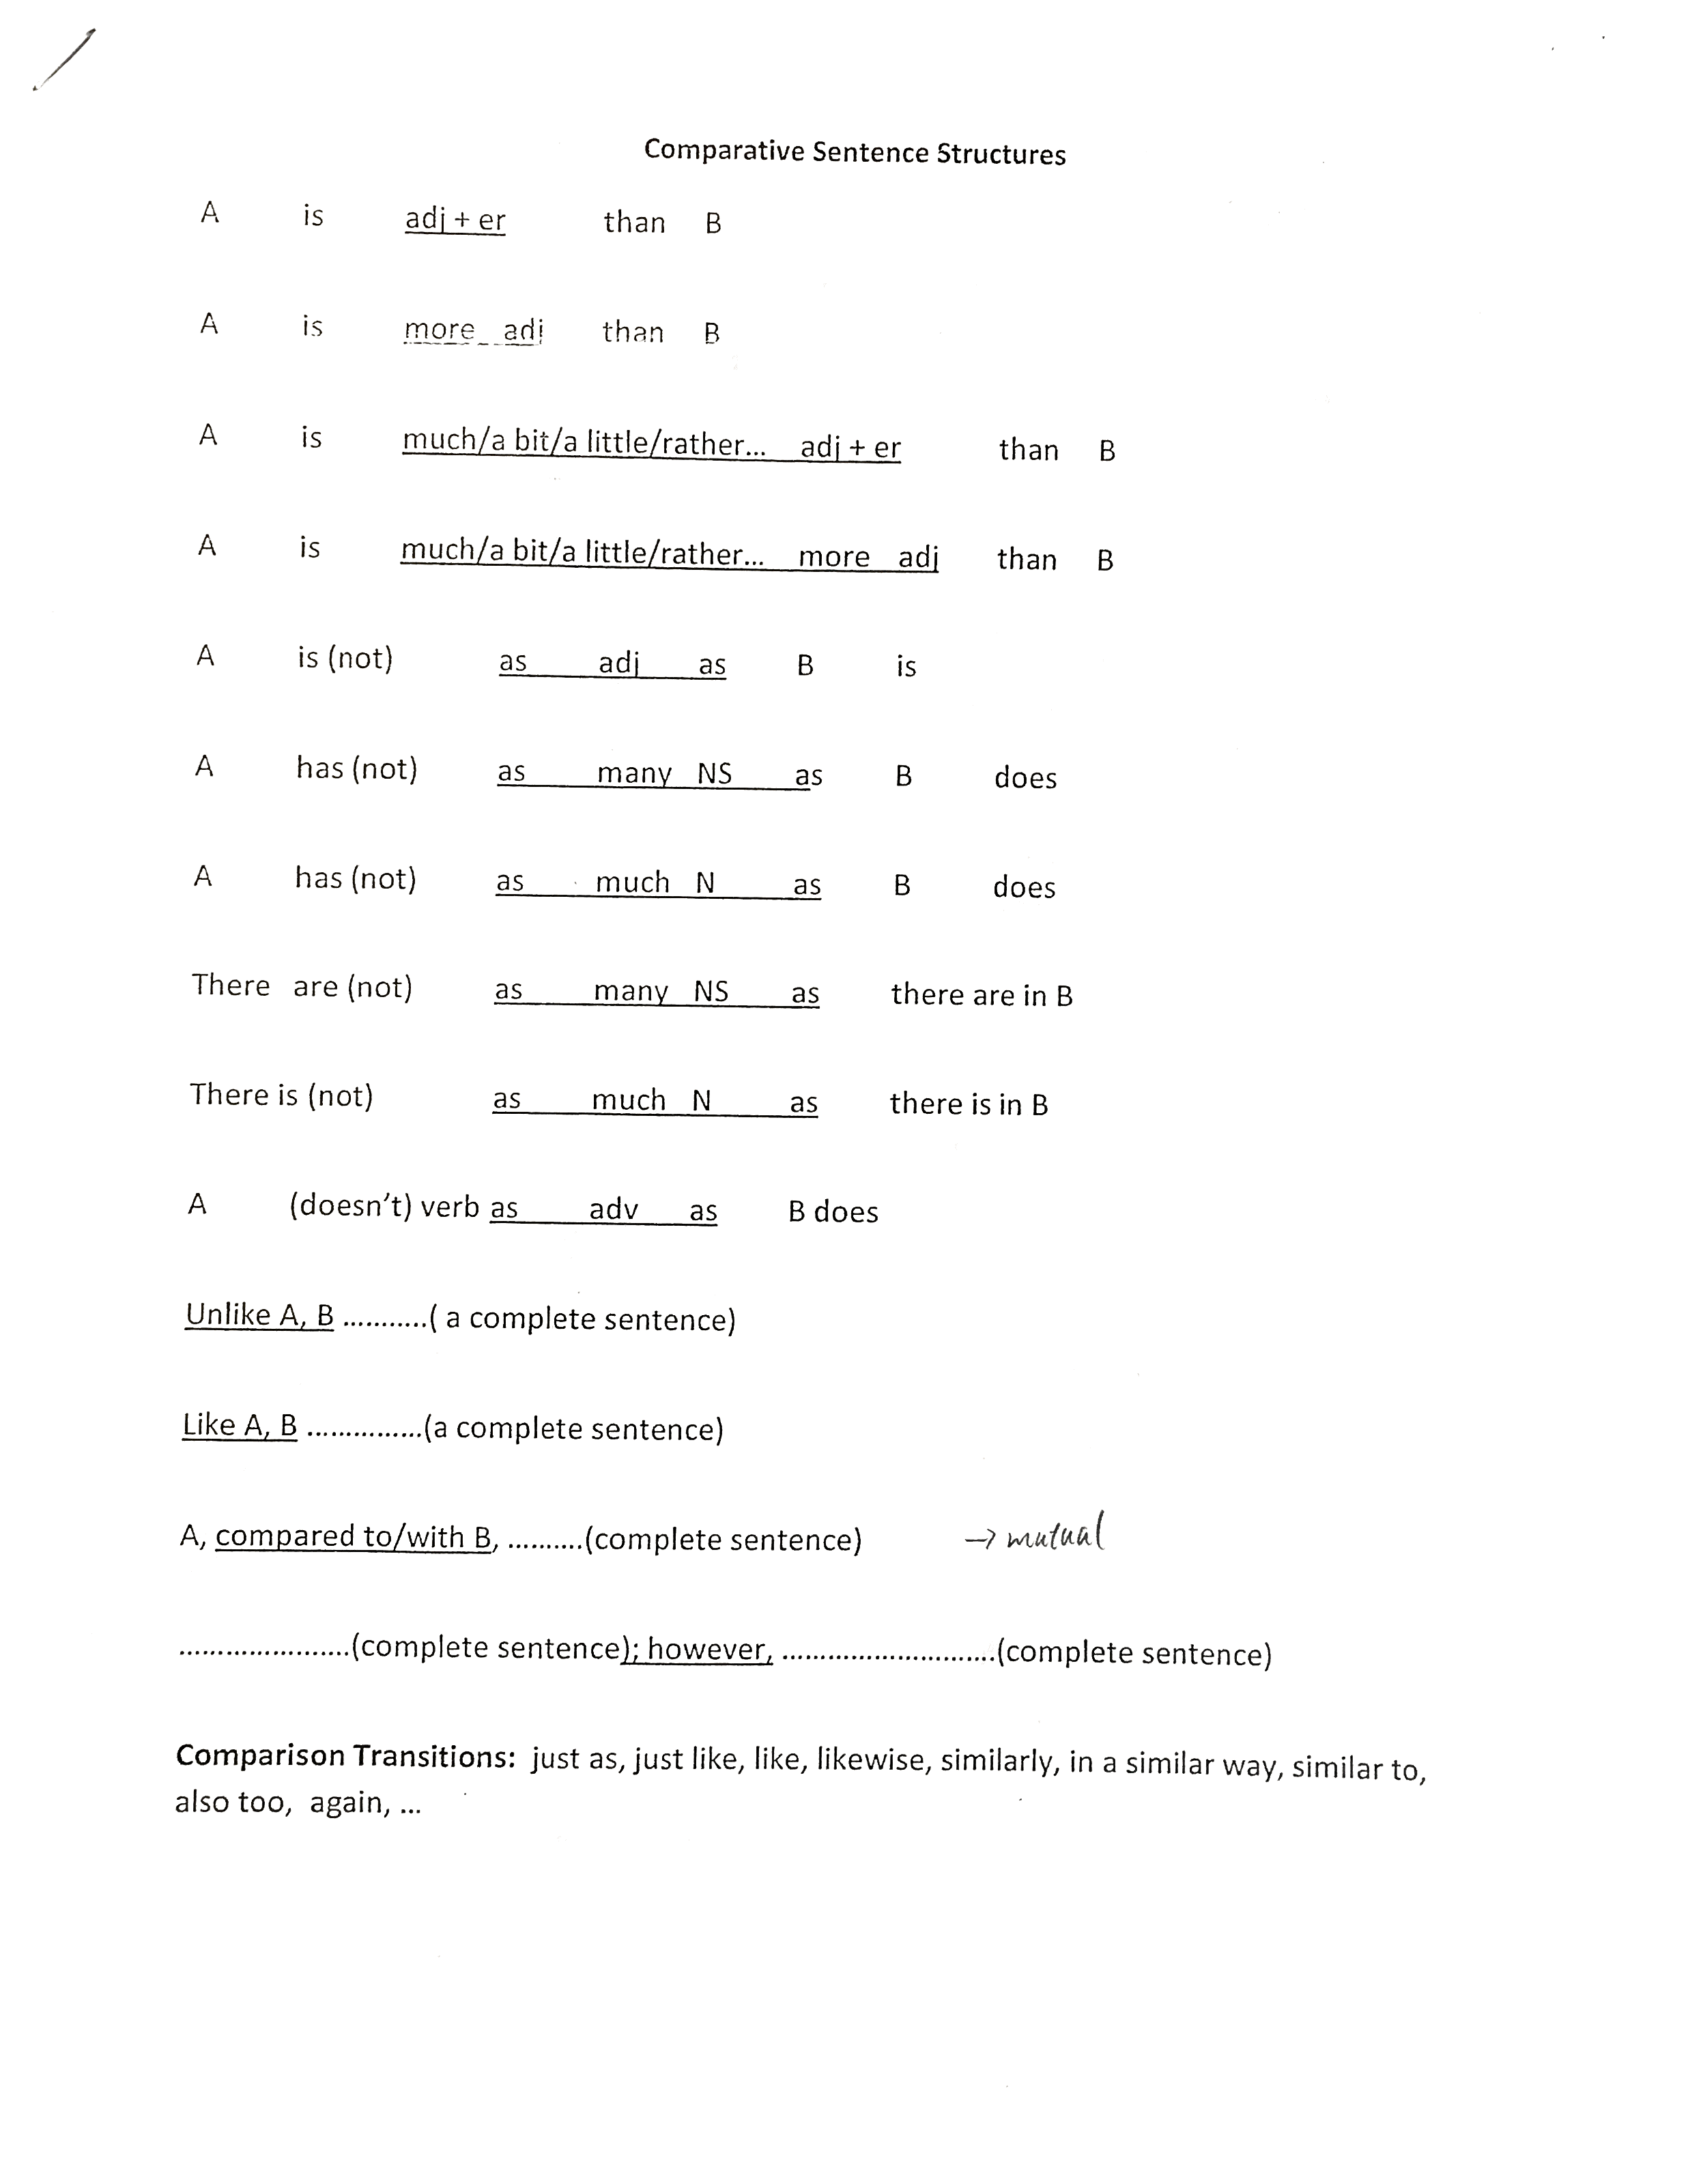 Comparative Sentence Structures
A is adj + er than B
A is more adj than B
A is much/a bit/a little/rather... adj + er than B
A is much/a bit/a little/rather... more adj than B
A is (not) as adj as B is
A has (not) as many NS as B does
A has (not) as much N as B does
There are (not) as many NS as there are in B
There is (not) as much N as there is in B
A (doesn't) verb as adv as B does
Unlike A, B ...........( a complete sentence)
Like A, B ...............(a complete sentence)
A, compared to/with B, ..........(complete sentence) → mutual
......................(complete sentence); however, ............................(complete sentence)
Comparison Transitions: just as, just like, like, likewise, similarly, in a similar way, similar to,
also too, again, ...